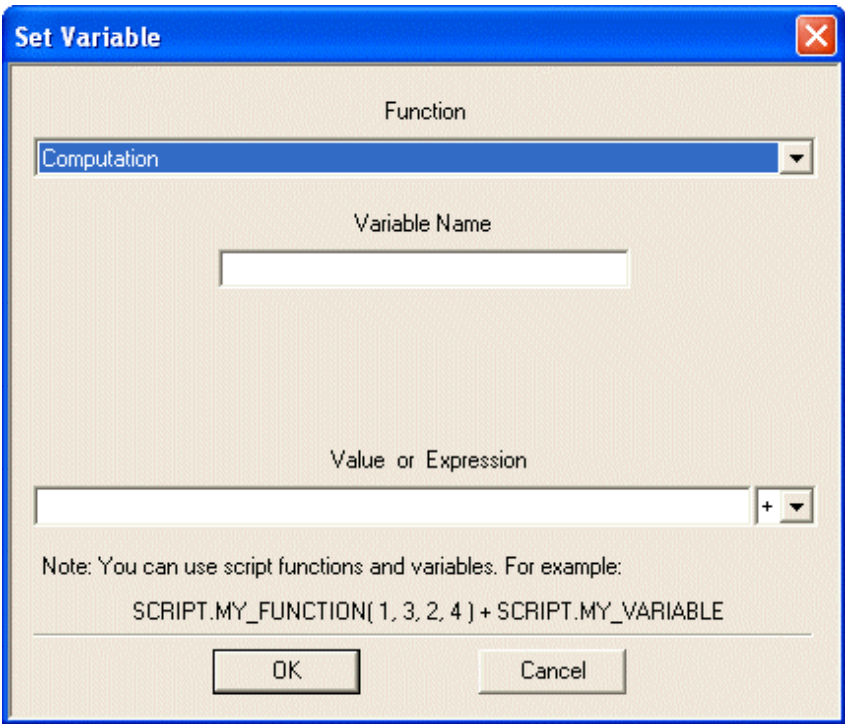 Set Variable
Function
Computation
Variable Name
Value or Expression
+
Note: You can use script functions and variables. For example:
SCRIPT.MY_FUNCTION( 1, 3, 2, 4 ) + SCRIPT.MY_VARIABLE
OK Cancel